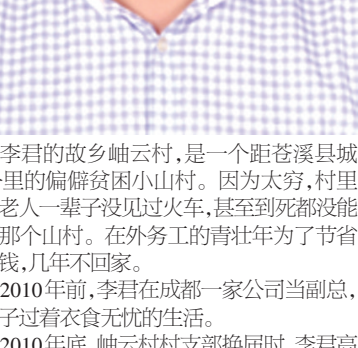 李君的故乡岫云村,是一个距苍溪县城
里的偏僻贫困小山村。因为太穷,村里
老人一辈子没见过火车,甚至到死都没能
那个山村。在外务工的青壮年为了节省
钱,几年不回家。
2010年前,李君在成都一家公司当副总,
子过着衣食无忧的生活。
2010年底,岫云村村支部换届时,李君高